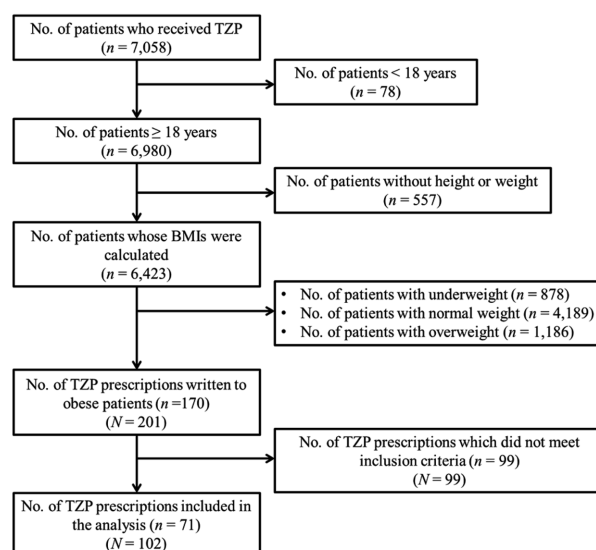 No. of patients who received TZP
(n = 7,058)
No. of patients < 18 years
(n = 78)
No. of patients ≥ 18 years
(n = 6,980)
No. of patients without height or weight
(n = 557)
No. of patients whose BMIs were
calculated
(n = 6,423)
• No. of patients with underweight (n = 878)
• No. of patients with normal weight (n = 4,189)
• No. of patients with overweight (n = 1,186)
No. of TZP prescriptions written to
obese patients (n =170)
(N = 201)
No. of TZP prescriptions which did not meet
inclusion criteria (n = 99)
(N = 99)
No. of TZP prescriptions included in
the analysis (n = 71)
(N = 102)